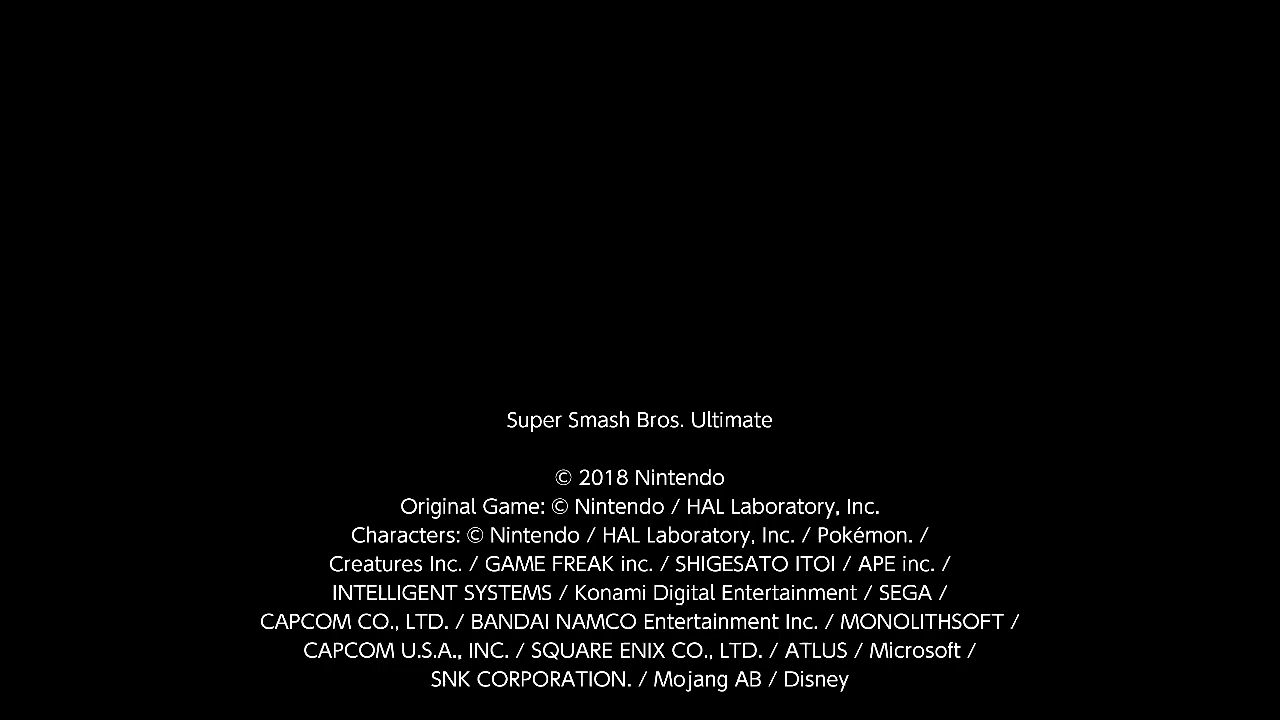 Super Smash Bros. Ultimate
© 2018 Nintendo
Original Game: © Nintendo / HAL Laboratory, Inc.
Characters: © Nintendo / HAL Laboratory, Inc. / Pokémon. /
Creatures Inc. / GAME FREAK inc. / SHIGESATO ITOI / APE inc. /
INTELLIGENT SYSTEMS / Konami Digital Entertainment / SEGA /
CAPCOM CO., LTD. / BANDAI NAMCO Entertainment Inc. / MONOLITHSOFT /
CAPCOM U.S.A., INC. / SQUARE ENIX CO., LTD. / ATLUS / Microsoft /
SNK CORPORATION. / Mojang AB / Disney